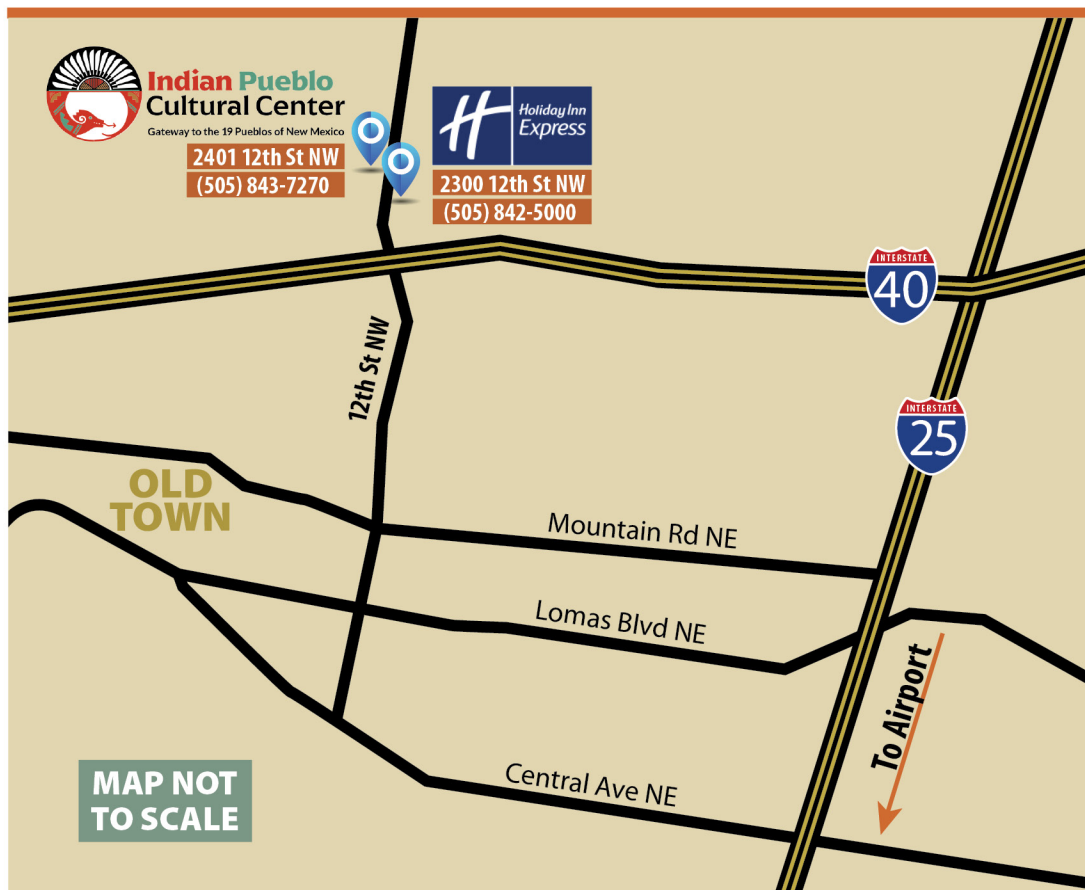 Indian Pueblo
Cultural Center
Gateway to the 19 Pueblos of New Mexico
2401 12th St NW
(505) 843-7270
Holiday Inn
Express
2300 12th St NW
(505) 842-5000
INTERSTATE
40
12th St NW
INTERSTATE
25
OLD
TOWN
Mountain Rd NE
Lomas Blvd NE
To Airport
Central Ave NE
MAP NOT
TO SCALE